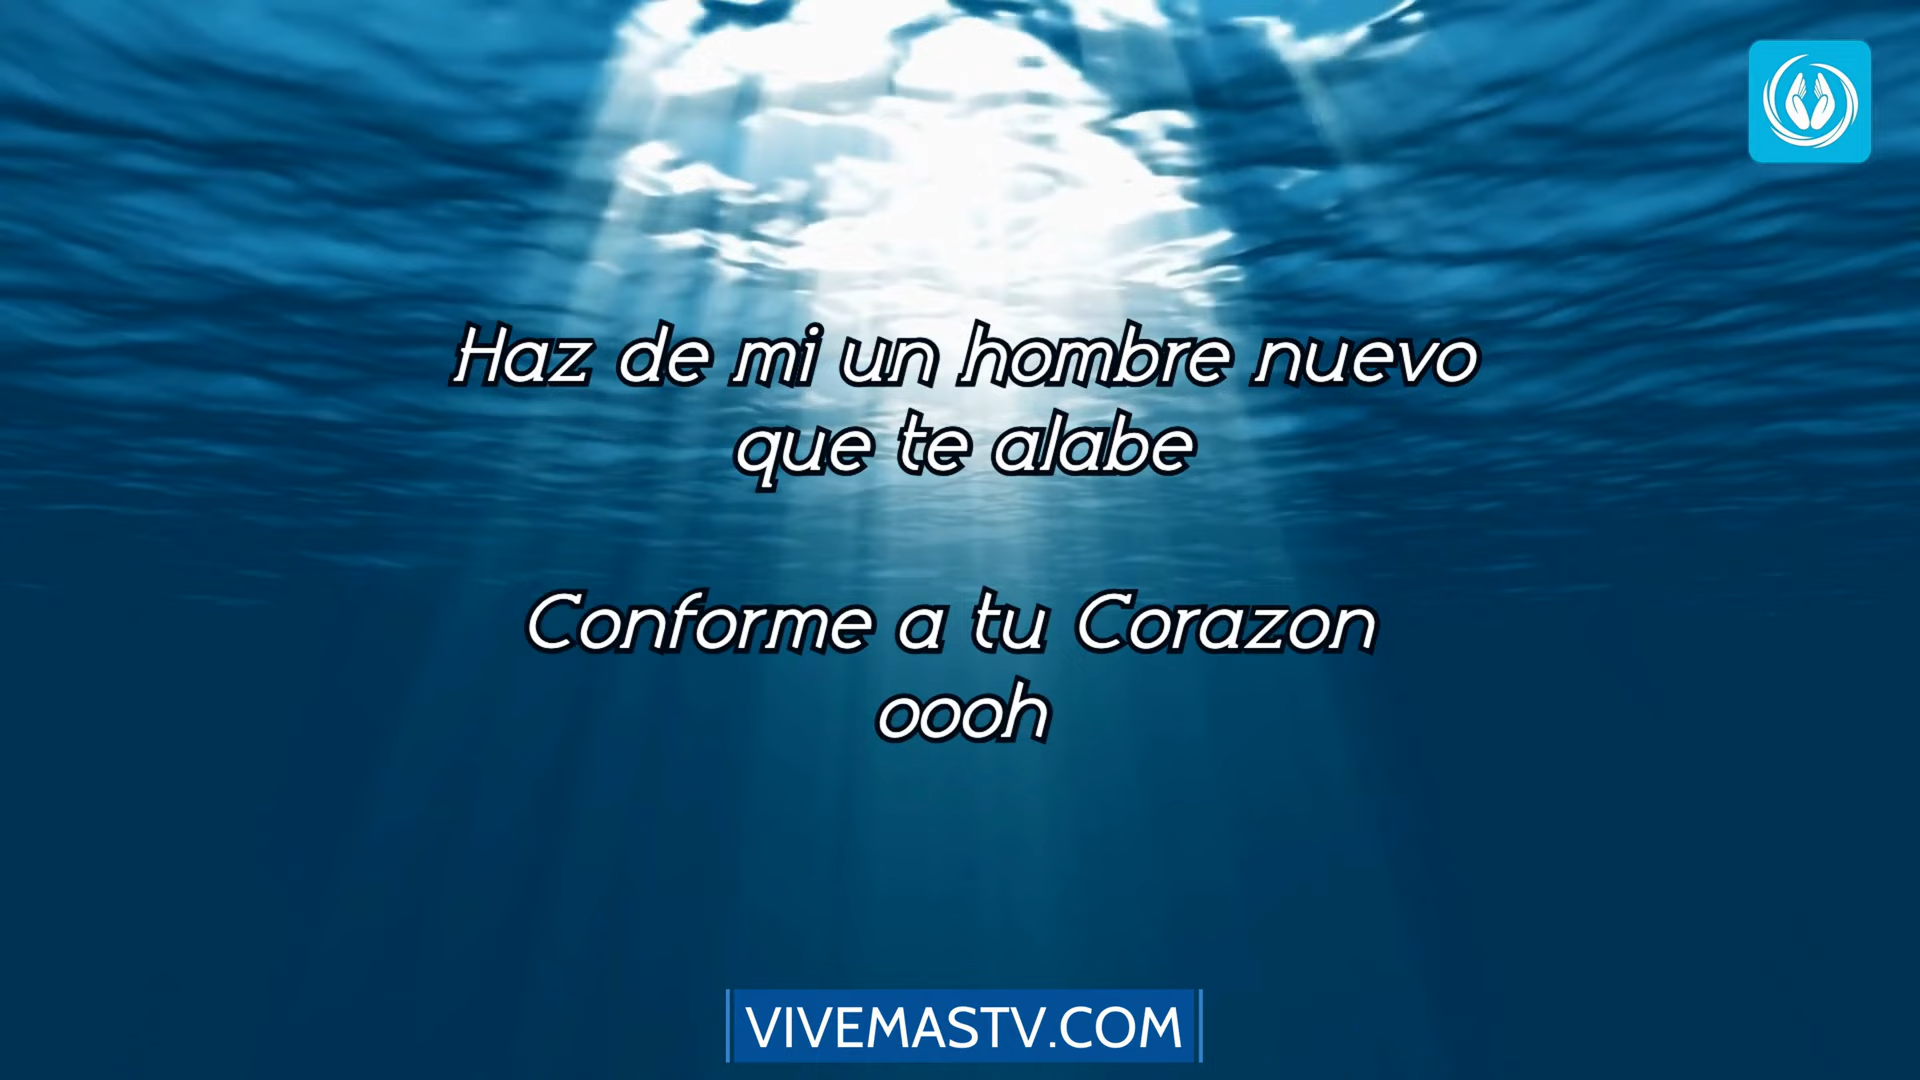 Haz de mi un hombre nuevo
que te alabe
Conforme a tu Corazon
oooh
VIVEMASTV.COM